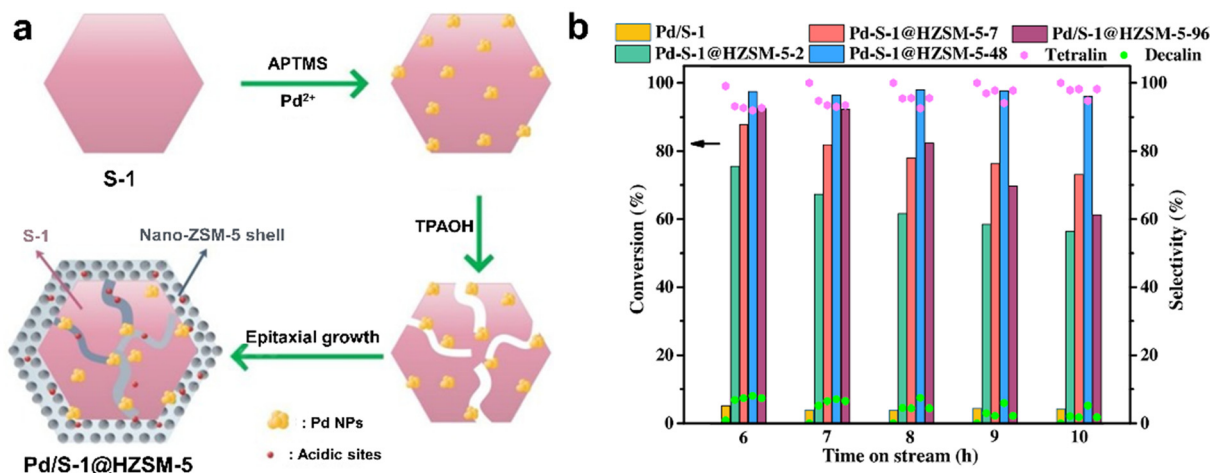 a
APTMS
Pd²⁺
S-1
TPAOH
S-1
Nano-ZSM-5 shell
Epitaxial growth
: Pd NPs
: Acidic sites
Pd/S-1@HZSM-5
b
Pd/S-1 Pd-S-1@HZSM-5-7 Pd/S-1@HZSM-5-96
Pd-S-1@HZSM-5-2 Pd-S-1@HZSM-5-48 Tetralin Decalin
100 100
80 80
60 60
40 40
20 20
0 0
Conversion (%)
Selectivity (%)
6 7 8 9 10
Time on stream (h)